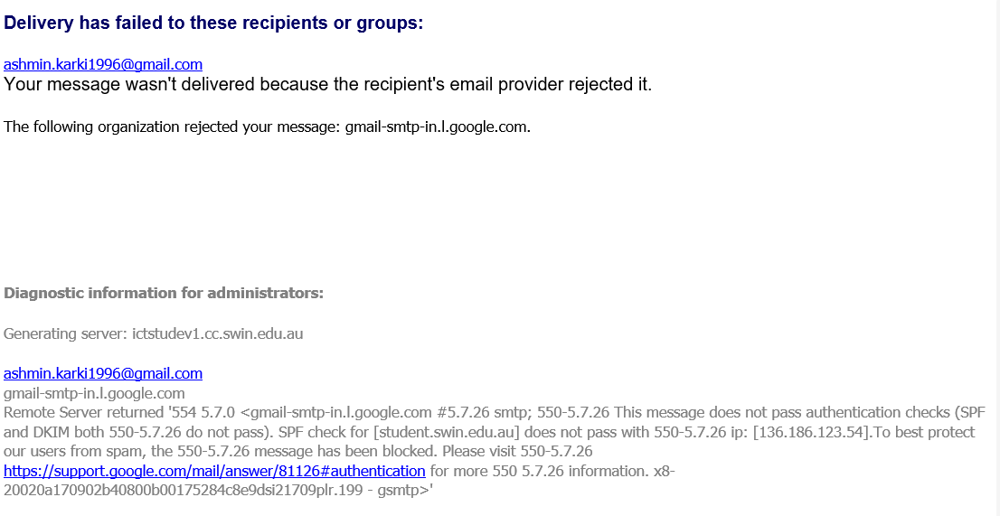 Delivery has failed to these recipients or groups:
ashmin.karki1996@gmail.com
Your message wasn't delivered because the recipient's email provider rejected it.
The following organization rejected your message: gmail-smtp-in.l.google.com.
Diagnostic information for administrators:
Generating server: ictstudev1.cc.swin.edu.au
ashmin.karki1996@gmail.com
gmail-smtp-in.l.google.com
Remote Server returned '554 5.7.0 <gmail-smtp-in.l.google.com #5.7.26 smtp; 550-5.7.26 This message does not pass authentication checks (SPF
and DKIM both 550-5.7.26 do not pass). SPF check for [student.swin.edu.au] does not pass with 550-5.7.26 ip: [136.186.123.54].To best protect
our users from spam, the 550-5.7.26 message has been blocked. Please visit 550-5.7.26
https://support.google.com/mail/answer/81126#authentication for more 550 5.7.26 information. x8-
20020a170902b40800b00175284c8e9dsi21709plr.199 - gsmtp>'